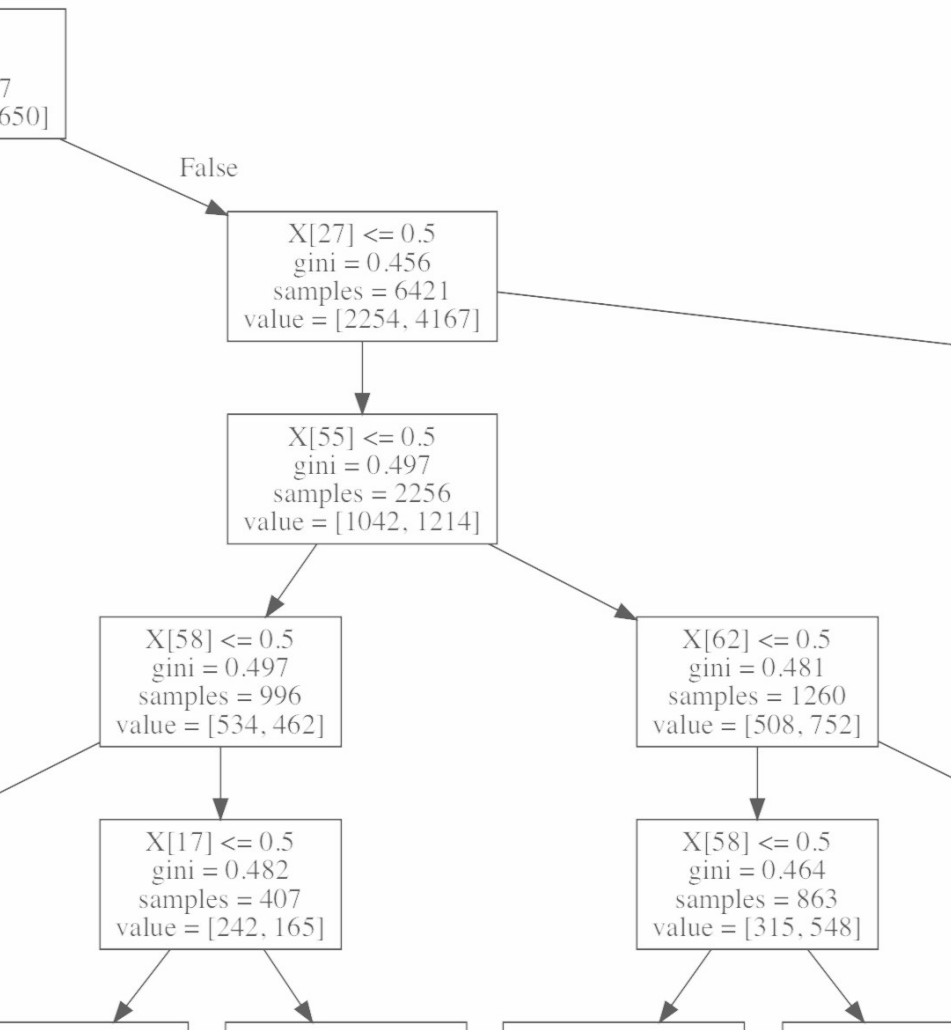 7
650]
False
X[27] <= 0.5
gini = 0.456
samples = 6421
value = [2254, 4167]
X[55] <= 0.5
gini = 0.497
samples = 2256
value = [1042, 1214]
X[58] <= 0.5
gini = 0.497
samples = 996
value = [534, 462]
X[62] <= 0.5
gini = 0.481
samples = 1260
value = [508, 752]
X[17] <= 0.5
gini = 0.482
samples = 407
value = [242, 165]
X[58] <= 0.5
gini = 0.464
samples = 863
value = [315, 548]